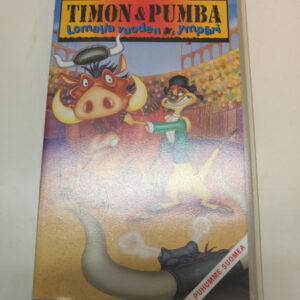 TIMON & PUMBA
Lomalla vuoden ympäri
PUHUMME SUOMEA